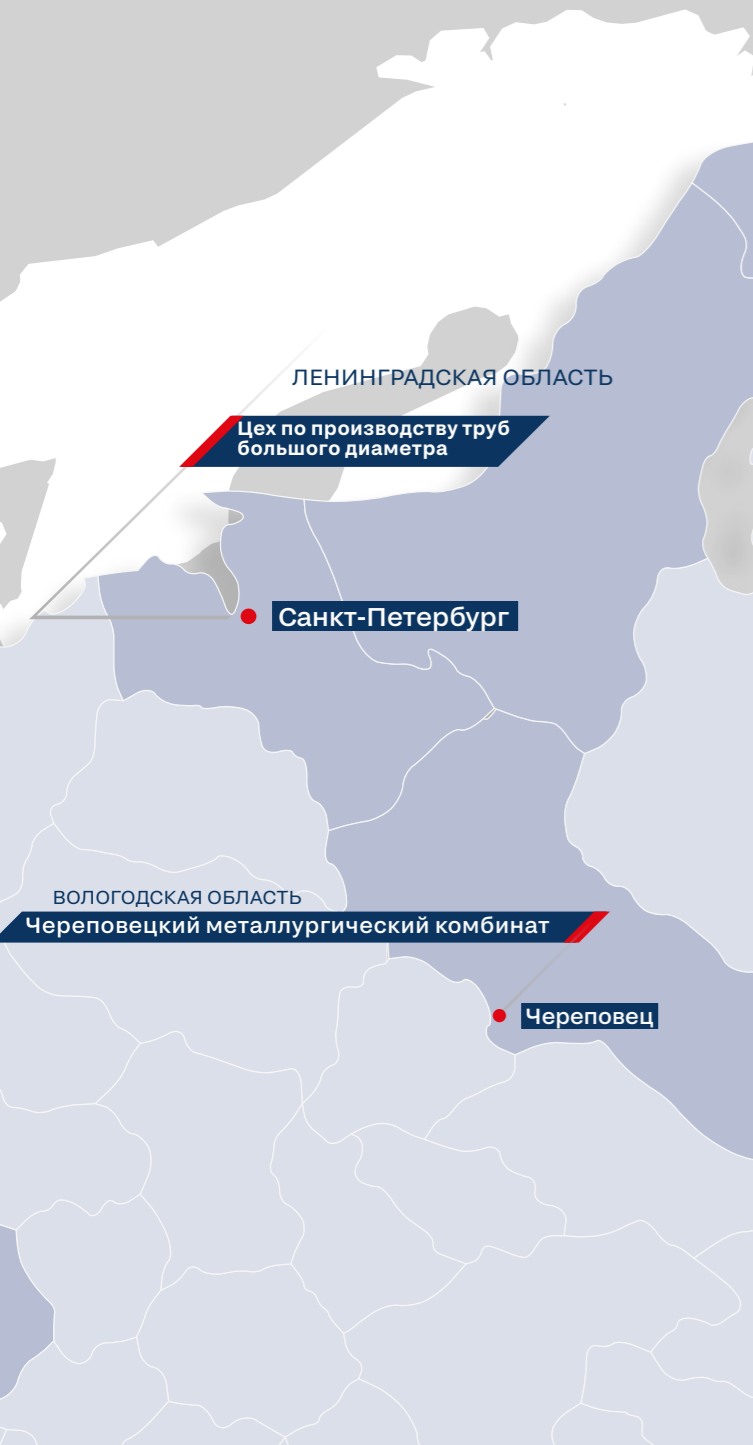 ЛЕНИНГРАДСКАЯ ОБЛАСТЬ
Цех по производству труб
большого диаметра
Санкт-Петербург
ВОЛОГОДСКАЯ ОБЛАСТЬ
Череповецкий металлургический комбинат
Череповец